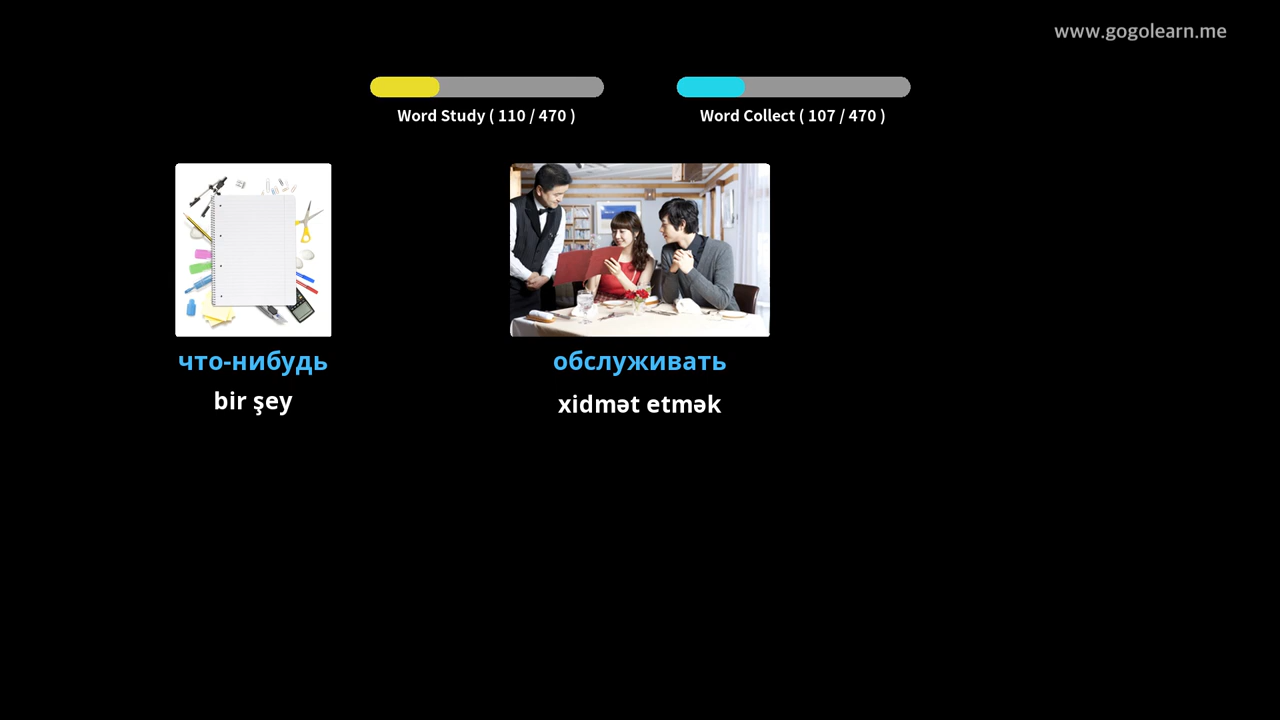 www.gogolearn.me
Word Study ( 110 / 470 )
Word Collect ( 107 / 470 )
что-нибудь
bir şey
обслуживать
xidmət etmək